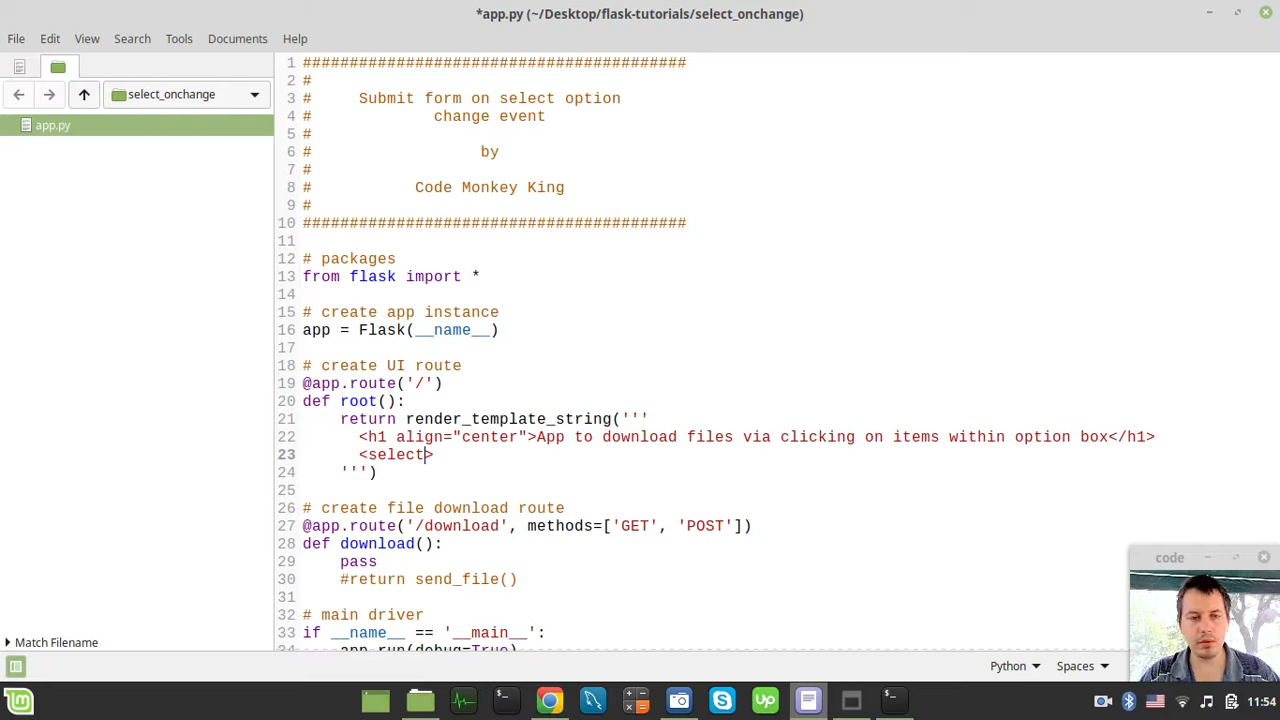 *app.py (~/Desktop/flask-tutorials/select_onchange)
File Edit View Search Tools Documents Help
select_onchange
app.py
1 #########################################
2 #
3 # Submit form on select option
4 # change event
5 #
6 # by
7 #
8 # Code Monkey King
9 #
10 #########################################
11
12 # packages
13 from flask import *
14
15 # create app instance
16 app = Flask(__name__)
17
18 # create UI route
19 @app.route('/')
20 def root():
21 return render_template_string('''
22 <h1 align="center">App to download files via clicking on items within option box</h1>
23 <select>
24 ''')
25
26 # create file download route
27 @app.route('/download', methods=['GET', 'POST'])
28 def download():
29 pass
30 #return send_file()
31
32 # main driver
33 if __name__ == '__main__':
34 app.run(debug=True)
code
Match Filename
Python Spaces
up
11:54